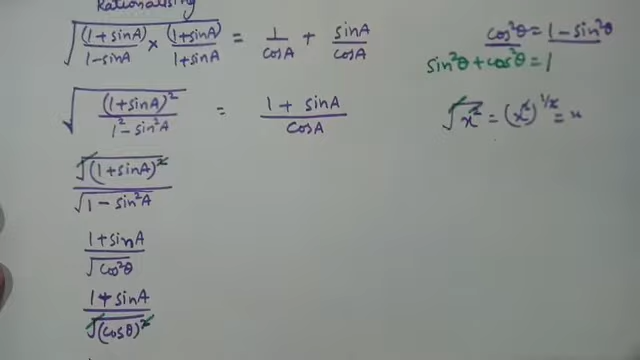 Rationalising
√((1+sinA)/(1-sinA) × (1+sinA)/(1+sinA)) = 1/cosA + sinA/cosA
√((1+sinA)²/(1²-sin²A)) = (1+sinA)/cosA
√(1+sinA)²/√(1-sin²A)
(1+sinA)/√cos²θ
(1+sinA)/√(cosθ)²
cos²θ = 1-sin²θ
sin²θ+cos²θ=1
√x² = (x²)^1/2 = x